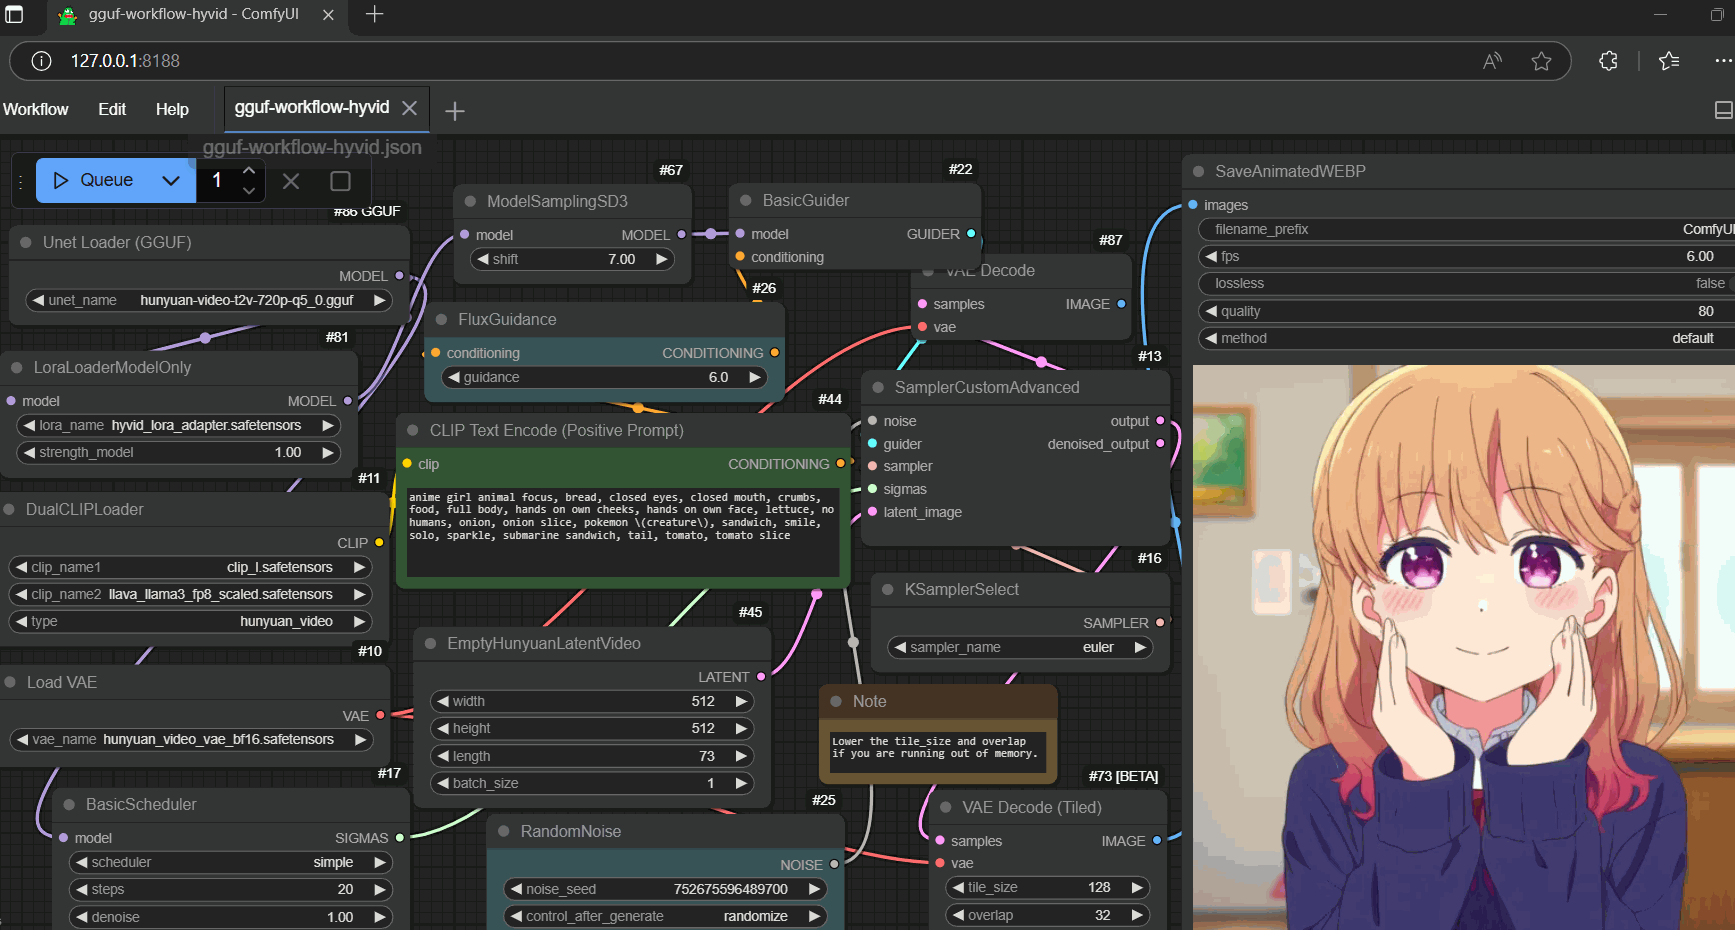 gguf-workflow-hyvid - ComfyUI
127.0.0.1:8188
Workflow Edit Help gguf-workflow-hyvid
gguf-workflow-hyvid.json
Queue 1
#86 GGUF
Unet Loader (GGUF)
MODEL
unet_name hunyuan-video-t2v-720p-q5_0.gguf
#81
LoraLoaderModelOnly
model MODEL
lora_name hyvid_lora_adapter.safetensors
strength_model 1.00
#11
DualCLIPLoader
CLIP
clip_name1 clip_l.safetensors
clip_name2 llava_llama3_fp8_scaled.safetensors
type hunyuan_video
#10
Load VAE
VAE
vae_name hunyuan_video_vae_bf16.safetensors
#17
BasicScheduler
model SIGMAS
scheduler simple
steps 20
denoise 1.00
#67
ModelSamplingSD3
model MODEL
shift 7.00
#22
BasicGuider
model GUIDER
conditioning
#26
FluxGuidance
conditioning CONDITIONING
guidance 6.0
#44
CLIP Text Encode (Positive Prompt)
clip CONDITIONING
anime girl animal focus, bread, closed eyes, closed mouth, crumbs,
food, full body, hands on own cheeks, hands on own face, lettuce, no
humans, onion, onion slice, pokemon \(creature\), sandwich, smile,
solo, sparkle, submarine sandwich, tail, tomato, tomato slice
#45
EmptyHunyuanLatentVideo
LATENT
width 512
height 512
length 73
batch_size 1
#25
RandomNoise
NOISE
noise_seed 752675596489700
control_after_generate randomize
#87
VAE Decode
samples IMAGE
vae
#13
SamplerCustomAdvanced
noise output
guider denoised_output
sampler
sigmas
latent_image
#16
KSamplerSelect
SAMPLER
sampler_name euler
Note
Lower the tile_size and overlap
if you are running out of memory.
#73 [BETA]
VAE Decode (Tiled)
samples IMAGE
vae
tile_size 128
overlap 32
SaveAnimatedWEBP
images
filename_prefix ComfyUI
fps 6.00
lossless false
quality 80
method default